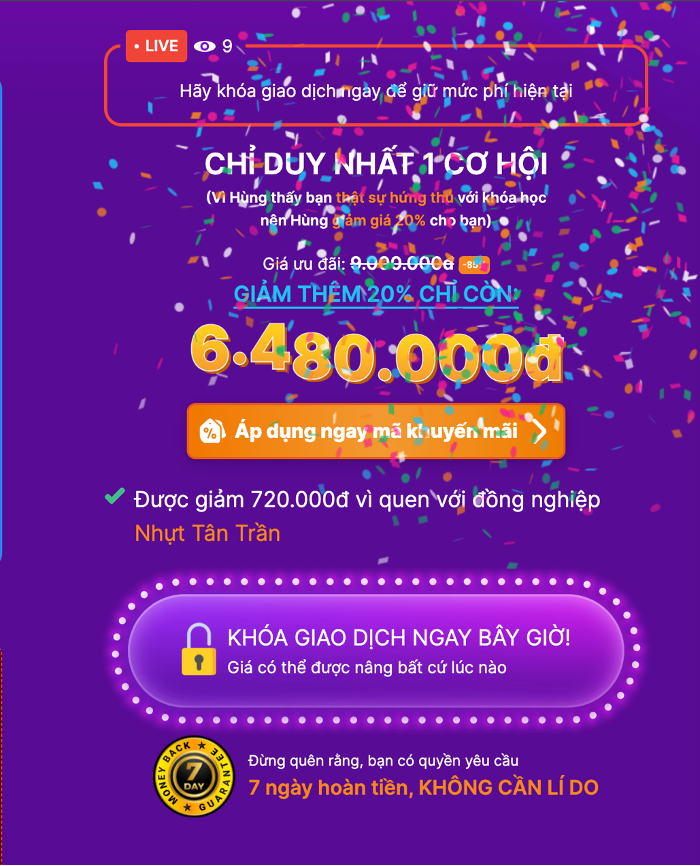 • LIVE 9
Hãy khóa giao dịch ngay để giữ mức phí hiện tại
CHỈ DUY NHẤT 1 CƠ HỘI
(Vì Hùng thấy bạn thật sự hứng thú với khóa học
nên Hùng giảm giá 20% cho bạn)
Giá ưu đãi: 9.000.000đ
GIẢM THÊM 20% CHỈ CÒN:
6.480.000đ
% Áp dụng ngay mã khuyến mãi
Được giảm 720.000đ vì quen với đồng nghiệp
Nhựt Tân Trần
KHÓA GIAO DỊCH NGAY BÂY GIỜ!
Giá có thể được nâng bất cứ lúc nào
MONEY BACK ★ GUARANTEE ★
7
DAY
Đừng quên rằng, bạn có quyền yêu cầu
7 ngày hoàn tiền, KHÔNG CẦN LÍ DO